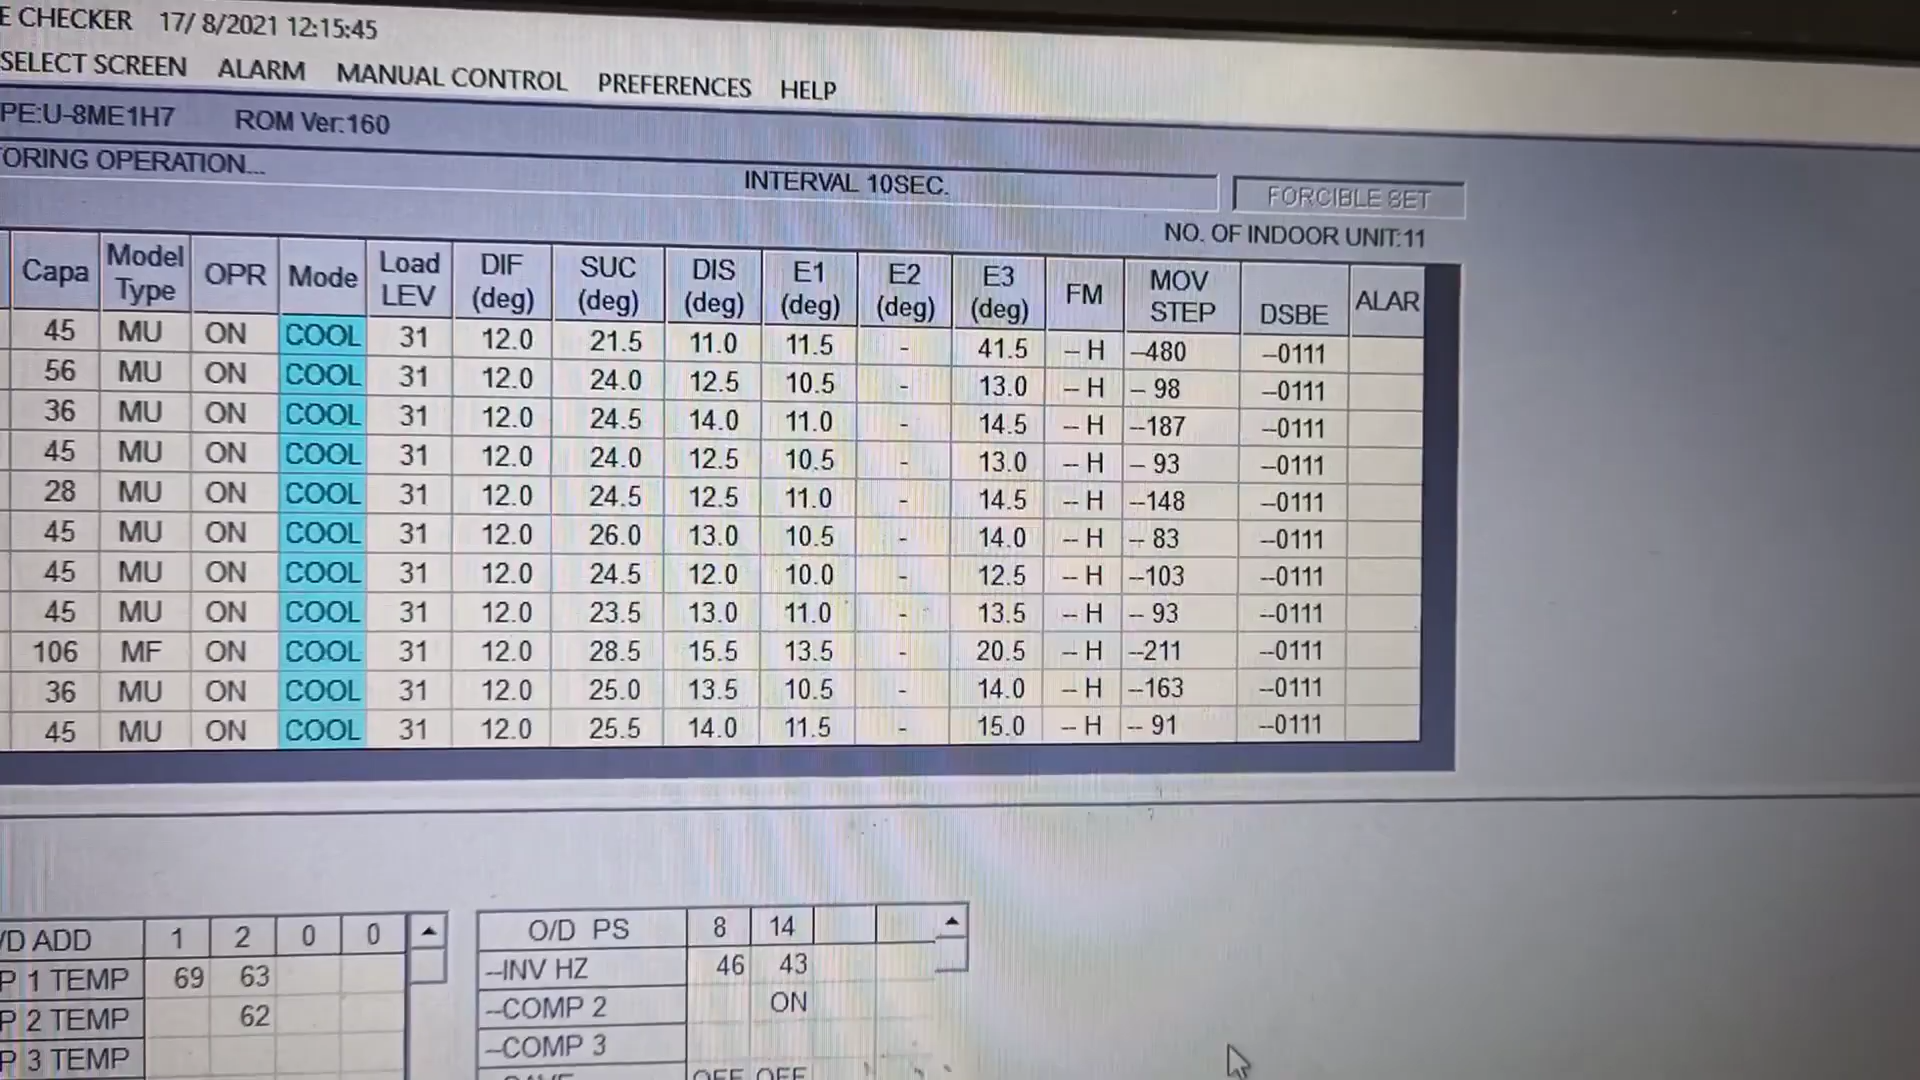 E CHECKER 17/ 8/2021 12:15:45
SELECT SCREEN ALARM MANUAL CONTROL PREFERENCES HELP
PE:U-8ME1H7 ROM Ver:160
ORING OPERATION...
INTERVAL 10SEC. FORCIBLE SET
NO. OF INDOOR UNIT:11
Capa Model Type OPR Mode Load LEV DIF (deg) SUC (deg) DIS (deg) E1 (deg) E2 (deg) E3 (deg) FM MOV STEP DSBE ALAR
45 MU ON COOL 31 12.0 21.5 11.0 11.5 - 41.5 --H --480 --0111
56 MU ON COOL 31 12.0 24.0 12.5 10.5 - 13.0 --H -- 98 --0111
36 MU ON COOL 31 12.0 24.5 14.0 11.0 - 14.5 --H --187 --0111
45 MU ON COOL 31 12.0 24.0 12.5 10.5 - 13.0 --H -- 93 --0111
28 MU ON COOL 31 12.0 24.5 12.5 11.0 - 14.5 --H --148 --0111
45 MU ON COOL 31 12.0 26.0 13.0 10.5 - 14.0 --H -- 83 --0111
45 MU ON COOL 31 12.0 24.5 12.0 10.0 - 12.5 --H --103 --0111
45 MU ON COOL 31 12.0 23.5 13.0 11.0 - 13.5 --H -- 93 --0111
106 MF ON COOL 31 12.0 28.5 15.5 13.5 - 20.5 --H --211 --0111
36 MU ON COOL 31 12.0 25.0 13.5 10.5 - 14.0 --H --163 --0111
45 MU ON COOL 31 12.0 25.5 14.0 11.5 - 15.0 --H -- 91 --0111
/D ADD 1 2 0 0
P 1 TEMP 69 63
P 2 TEMP 62
P 3 TEMP
O/D PS 8 14
--INV HZ 46 43
--COMP 2 ON
--COMP 3
OFF OFF